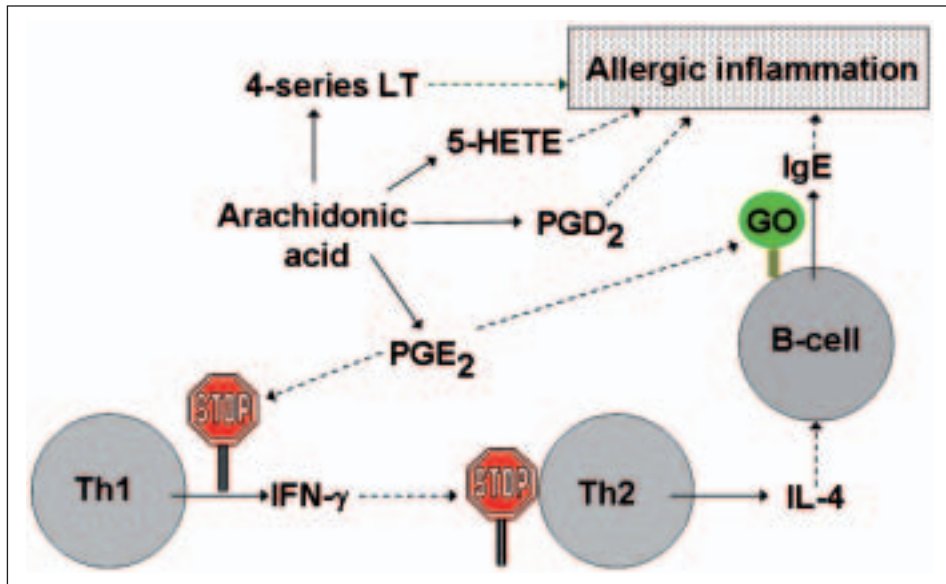 Allergic inflammation
4-series LT
5-HETE
IgE
Arachidonic
acid
PGD2
GO
PGE2
B-cell
STOP
Th1
IFN-γ
STOP
Th2
IL-4